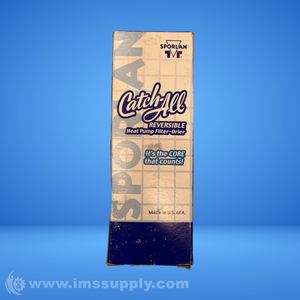 SPORLAN
SPORLAN
Catch-All
REVERSIBLE
Heat Pump Filter-Drier
It's the CORE
that counts!
Made in U.S. of A.
www.imssupply.com